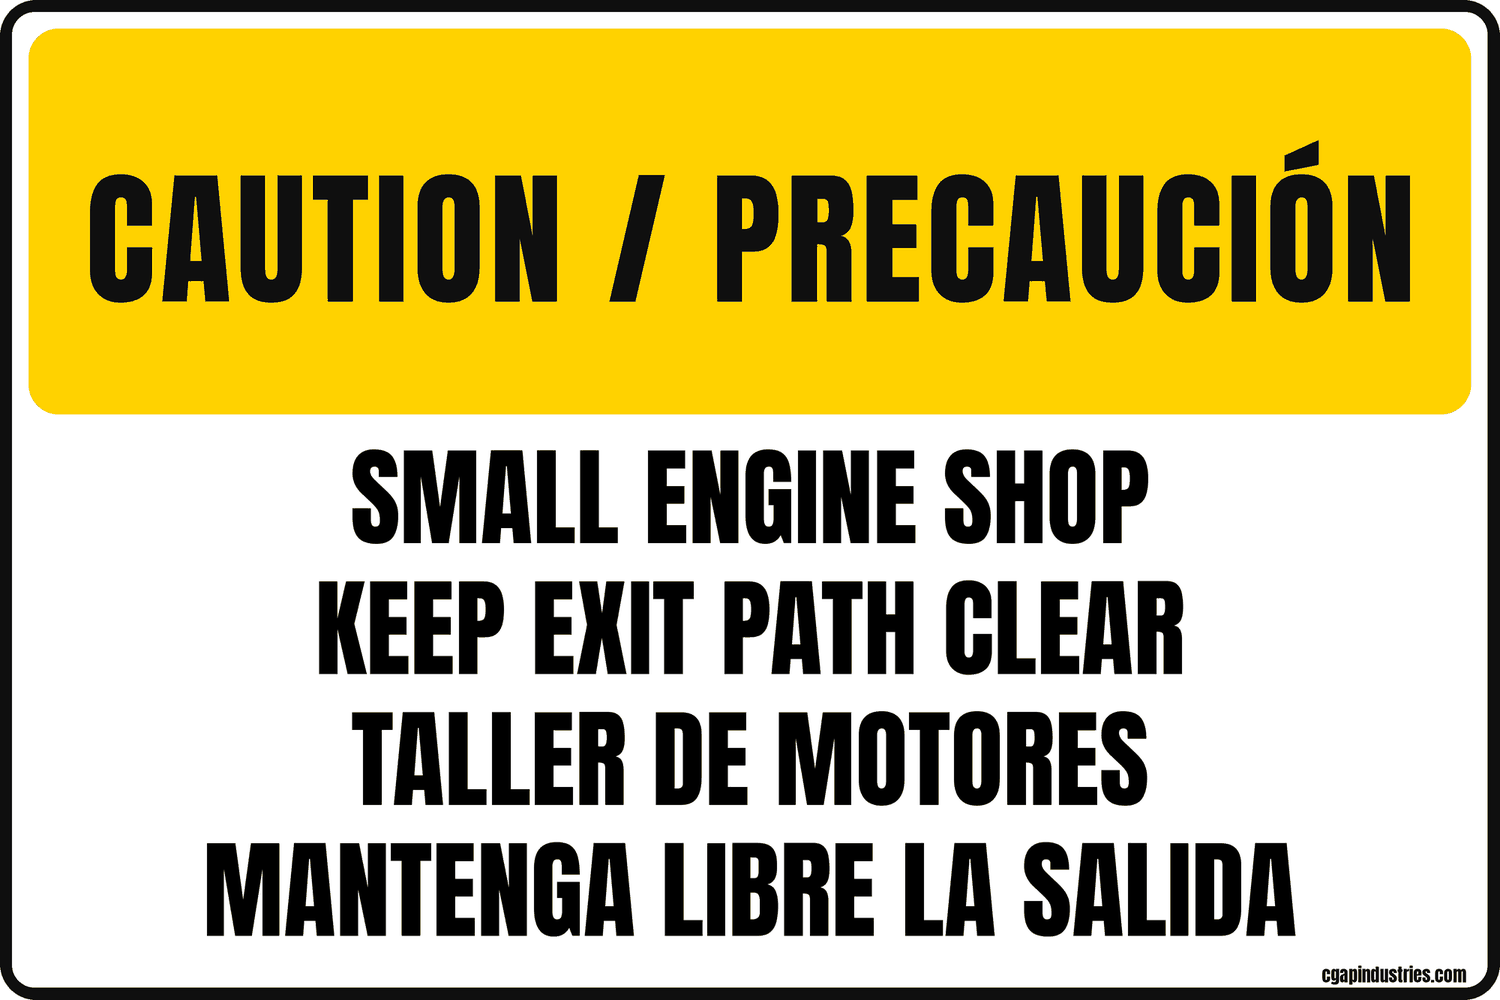 CAUTION / PRECAUCIÓN
SMALL ENGINE SHOP
KEEP EXIT PATH CLEAR
TALLER DE MOTORES
MANTENGA LIBRE LA SALIDA
cgapindustries.com